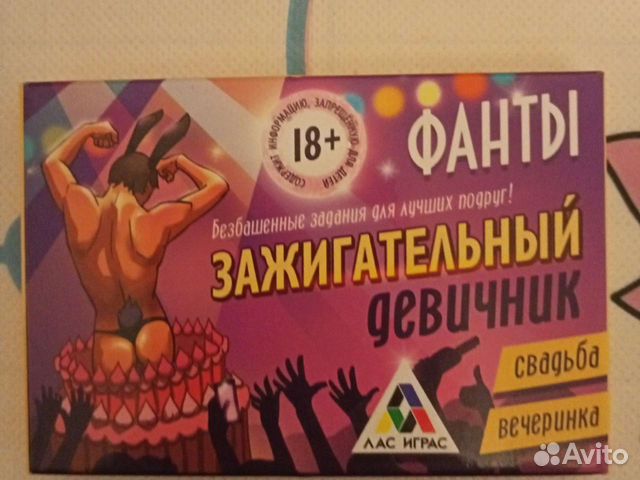 ФАНТЫ
СОДЕРЖИТ ИНФОРМАЦИЮ, ЗАПРЕЩЁННУЮ ДЛЯ ДЕТЕЙ
18+
Безбашенные задания для лучших подруг!
ЗАЖИГАТЕЛЬНЫЙ
девичник
свадьба
вечеринка
ЛАС ИГРАС
Avito